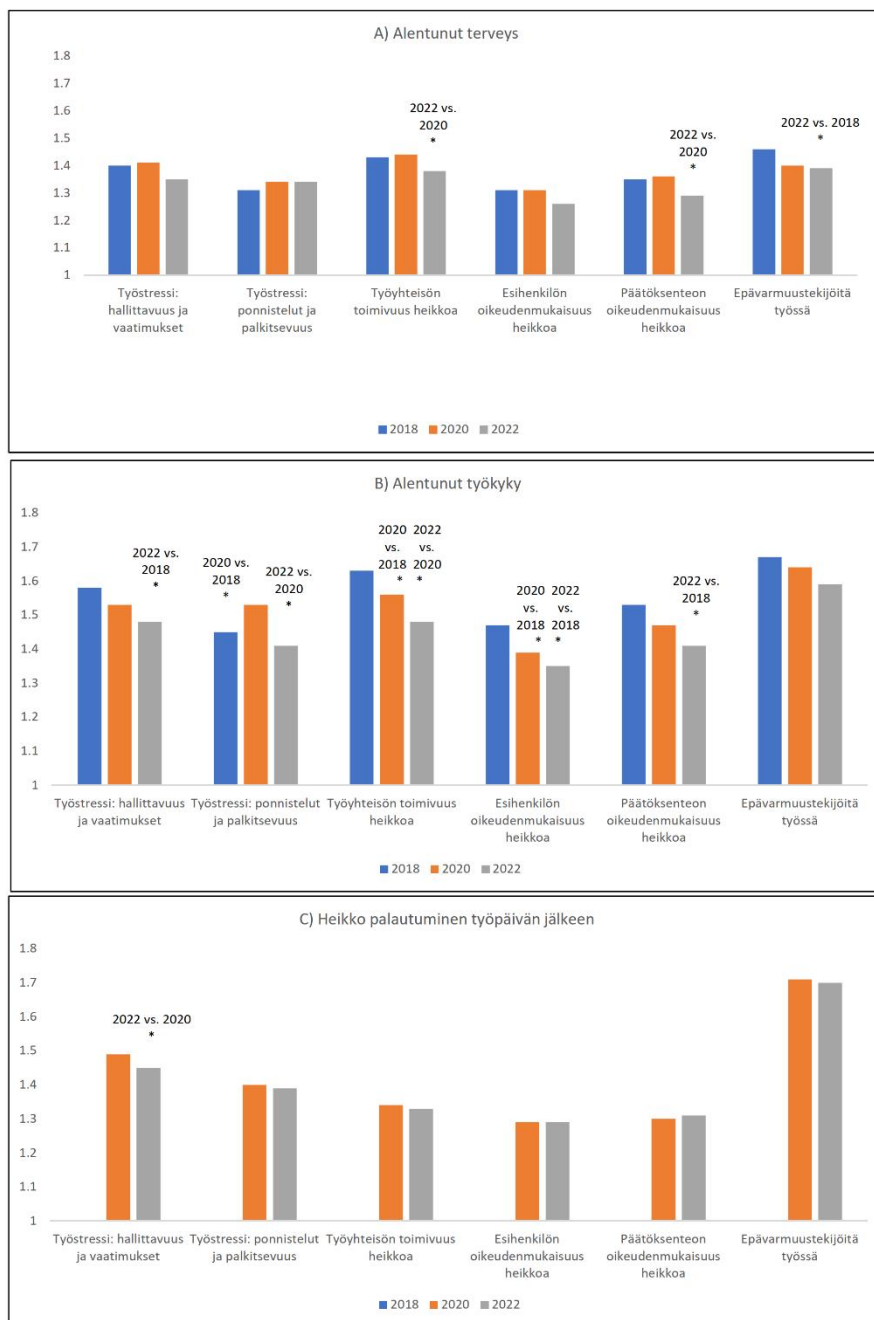 A) Alentunut terveys
1.8
1.7
1.6
1.5
1.4
1.3
1.2
1.1
1
2022 vs.
2020
*
2022 vs.
2020
*
2022 vs. 2018
*
Työstressi:
hallittavuus ja
vaatimukset
Työstressi:
ponnistelut ja
palkitsevuus
Työyhteisön
toimivuus heikkoa
Esihenkilön
oikeudenmukaisuus
heikkoa
Päätöksenteon
oikeudenmukaisuus
heikkoa
Epävarmuustekijöitä
työssä
2018 2020 2022
B) Alentunut työkyky
1.8
1.7
1.6
1.5
1.4
1.3
1.2
1.1
1
2022 vs.
2018
*
2020 vs.
2018
*
2022 vs.
2020
*
2020
vs.
2018
*
2022
vs.
2020
*
2020
vs.
2018
*
2022
vs.
2018
*
2022 vs.
2018
*
Työstressi: hallittavuus
ja vaatimukset
Työstressi: ponnistelut
ja palkitsevuus
Työyhteisön toimivuus
heikkoa
Esihenkilön
oikeudenmukaisuus
heikkoa
Päätöksenteon
oikeudenmukaisuus
heikkoa
Epävarmuustekijöitä
työssä
2018 2020 2022
C) Heikko palautuminen työpäivän jälkeen
1.8
1.7
1.6
1.5
1.4
1.3
1.2
1.1
1
2022 vs. 2020
*
Työstressi: hallittavuus
ja vaatimukset
Työstressi: ponnistelut
ja palkitsevuus
Työyhteisön toimivuus
heikkoa
Esihenkilön
oikeudenmukaisuus
heikkoa
Päätöksenteon
oikeudenmukaisuus
heikkoa
Epävarmuustekijöitä
työssä
2018 2020 2022